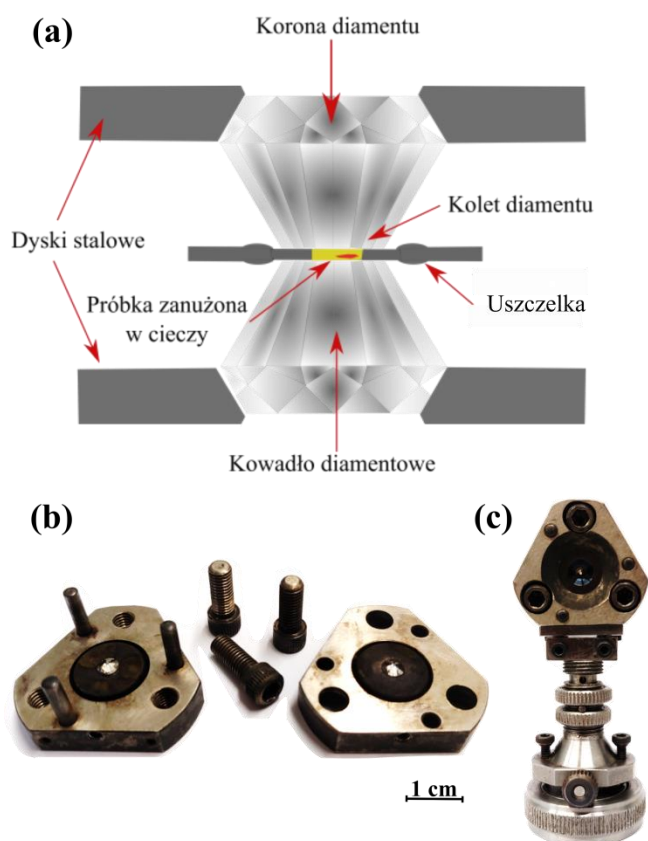 (a)
Korona diamentu
Kolet diamentu
Dyski stalowe
Próbka zanużona
w cieczy
Uszczelka
Kowadło diamentowe
(b)
(c)
1 cm